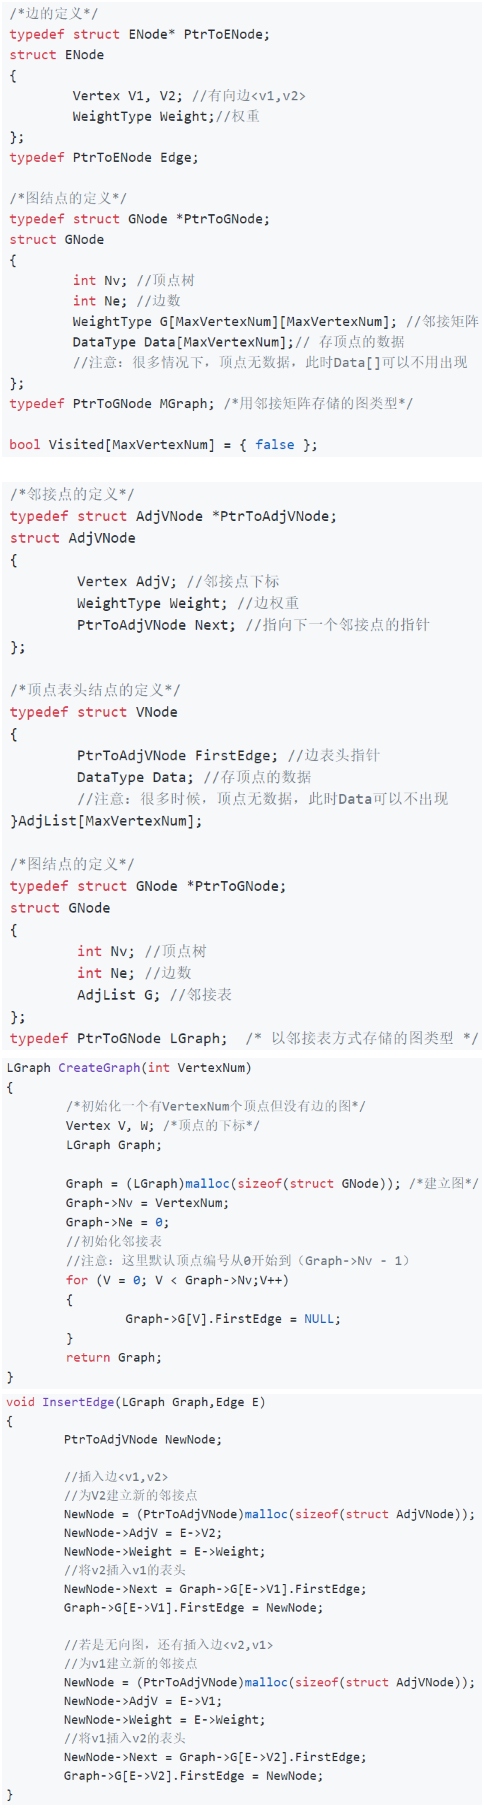 /*边的定义*/
typedef struct ENode* PtrToENode;
struct ENode
{
        Vertex V1, V2; //有向边<v1,v2>
        WeightType Weight;//权重
};
typedef PtrToENode Edge;

/*图结点的定义*/
typedef struct GNode *PtrToGNode;
struct GNode
{
        int Nv; //顶点树
        int Ne; //边数
        WeightType G[MaxVertexNum][MaxVertexNum]; //邻接矩阵
        DataType Data[MaxVertexNum];// 存顶点的数据
        //注意：很多情况下，顶点无数据，此时Data[]可以不用出现
};
typedef PtrToGNode MGraph; /*用邻接矩阵存储的图类型*/

bool Visited[MaxVertexNum] = { false };

/*邻接点的定义*/
typedef struct AdjVNode *PtrToAdjVNode;
struct AdjVNode
{
        Vertex AdjV; //邻接点下标
        WeightType Weight; //边权重
        PtrToAdjVNode Next; //指向下一个邻接点的指针
};

/*顶点表头结点的定义*/
typedef struct VNode
{
        PtrToAdjVNode FirstEdge; //边表头指针
        DataType Data; //存顶点的数据
        //注意：很多时候，顶点无数据，此时Data可以不出现
}AdjList[MaxVertexNum];

/*图结点的定义*/
typedef struct GNode *PtrToGNode;
struct GNode
{
        int Nv; //顶点树
        int Ne; //边数
        AdjList G; //邻接表
};
typedef PtrToGNode LGraph;  /* 以邻接表方式存储的图类型 */
LGraph CreateGraph(int VertexNum)
{
        /*初始化一个有VertexNum个顶点但没有边的图*/
        Vertex V, W; /*顶点的下标*/
        LGraph Graph;

        Graph = (LGraph)malloc(sizeof(struct GNode)); /*建立图*/
        Graph->Nv = VertexNum;
        Graph->Ne = 0;
        //初始化邻接表
        //注意：这里默认顶点编号从0开始到（Graph->Nv - 1）
        for (V = 0; V < Graph->Nv;V++)
        {
                Graph->G[V].FirstEdge = NULL;
        }
        return Graph;
}
void InsertEdge(LGraph Graph,Edge E)
{
        PtrToAdjVNode NewNode;

        //插入边<v1,v2>
        //为V2建立新的邻接点
        NewNode = (PtrToAdjVNode)malloc(sizeof(struct AdjVNode));
        NewNode->AdjV = E->V2;
        NewNode->Weight = E->Weight;
        //将v2插入v1的表头
        NewNode->Next = Graph->G[E->V1].FirstEdge;
        Graph->G[E->V1].FirstEdge = NewNode;

        //若是无向图，还有插入边<v2,v1>
        //为v1建立新的邻接点
        NewNode = (PtrToAdjVNode)malloc(sizeof(struct AdjVNode));
        NewNode->AdjV = E->V1;
        NewNode->Weight = E->Weight;
        //将v1插入v2的表头
        NewNode->Next = Graph->G[E->V2].FirstEdge;
        Graph->G[E->V2].FirstEdge = NewNode;
}